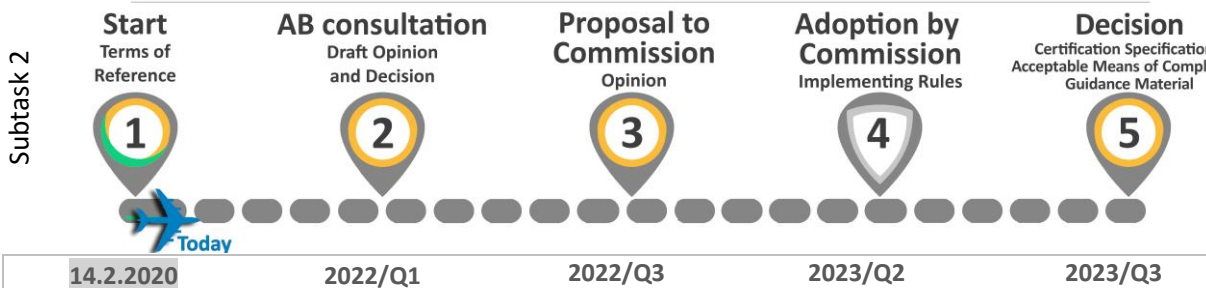 Subtask 2
Start
Terms of
Reference
1
AB consultation
Draft Opinion
and Decision
2
Proposal to
Commission
Opinion
3
Adoption by
Commission
Implementing Rules
4
Decision
Certification Specificatio
Acceptable Means of Compl
Guidance Material
5
Today
14.2.2020
2022/Q1
2022/Q3
2023/Q2
2023/Q3